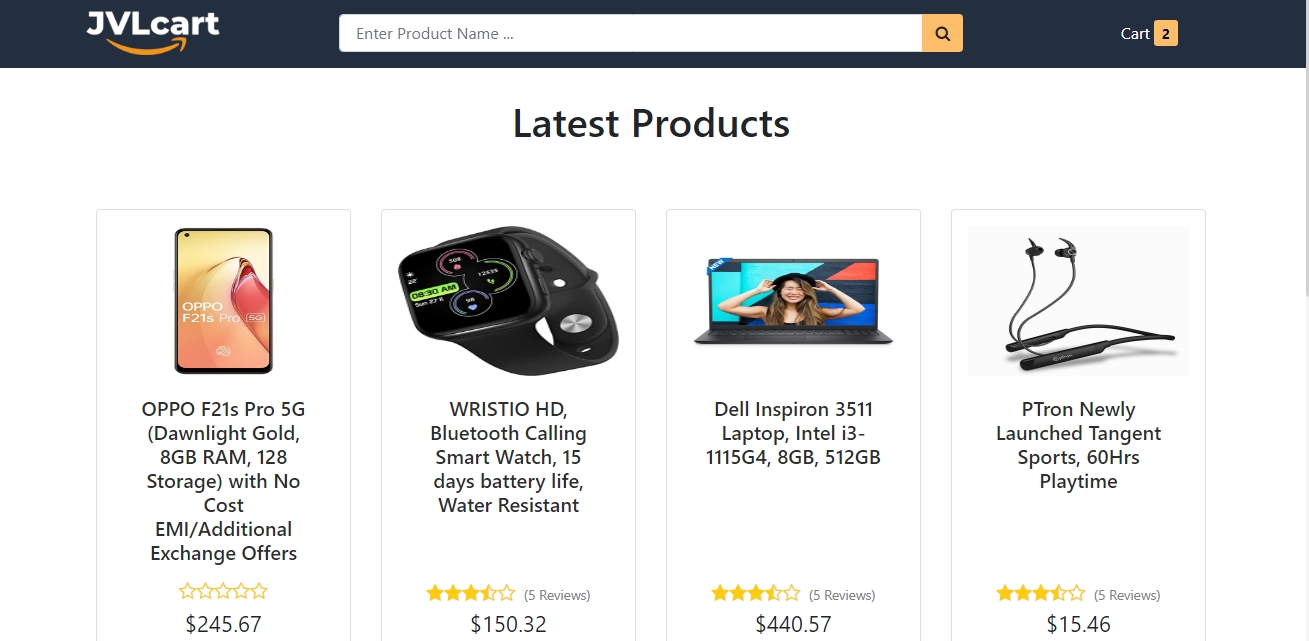 JVLcart
Enter Product Name ...
Cart 2
Latest Products
OPPO
F21s Pro 5G
08:30 AM
NEW
OPPO F21s Pro 5G
(Dawnlight Gold,
8GB RAM, 128
Storage) with No
Cost
EMI/Additional
Exchange Offers
$245.67
WRISTIO HD,
Bluetooth Calling
Smart Watch, 15
days battery life,
Water Resistant
(5 Reviews)
$150.32
Dell Inspiron 3511
Laptop, Intel i3-
1115G4, 8GB, 512GB
(5 Reviews)
$440.57
PTron Newly
Launched Tangent
Sports, 60Hrs
Playtime
(5 Reviews)
$15.46